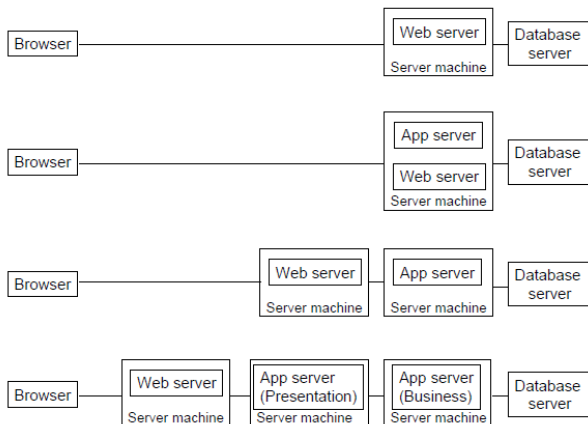 Browser
Web server
Server machine
Database
server
Browser
App server
Web server
Server machine
Database
server
Browser
Web server
Server machine
App server
Server machine
Database
server
Browser
Web server
Server machine
App server
(Presentation)
Server machine
App server
(Business)
Server machine
Database
server